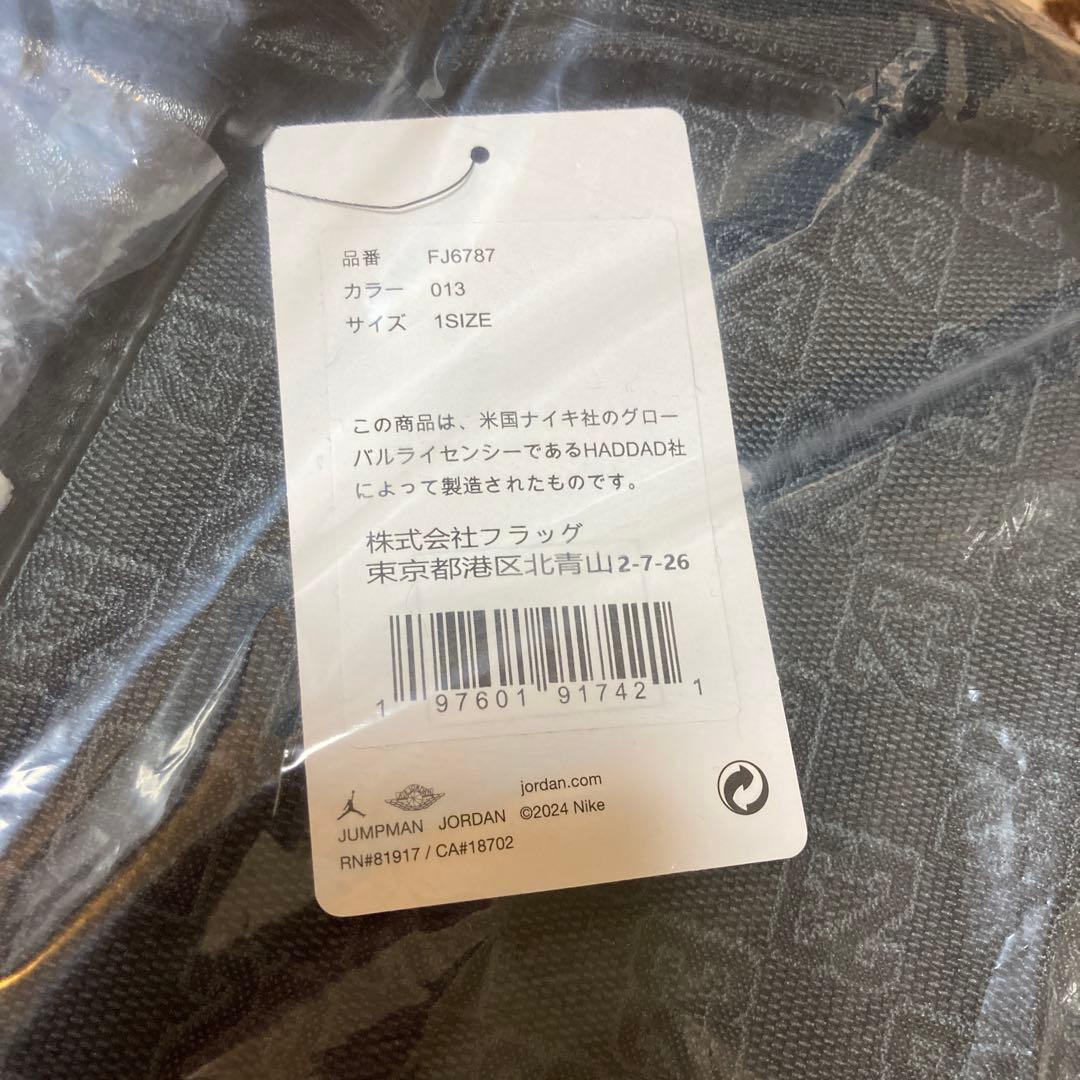 品番 FJ6787
カラー 013
サイズ 1SIZE
この商品は、米国ナイキ社のグロー
バルライセンシーであるHADDAD社
によって製造されたものです。
株式会社フラッグ
東京都港区北青山2-7-26
1 97601 91742 1
jordan.com
JUMPMAN JORDAN ©2024 Nike
RN#81917 / CA#18702